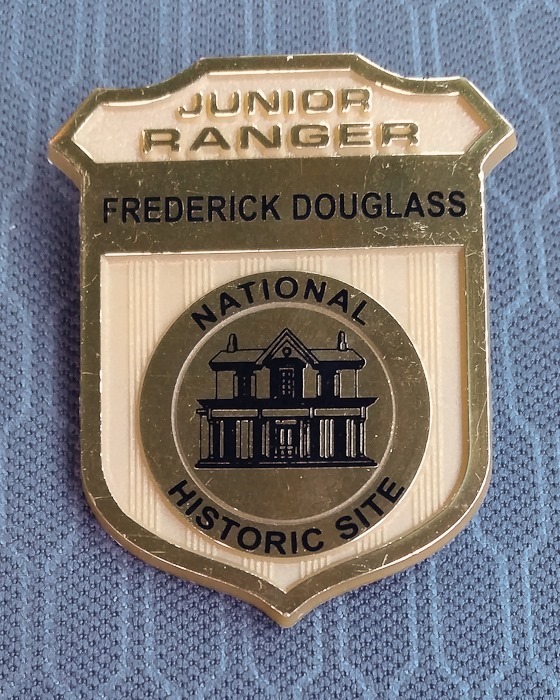 JUNIOR
RANGER
FREDERICK DOUGLASS
NATIONAL
HISTORIC SITE